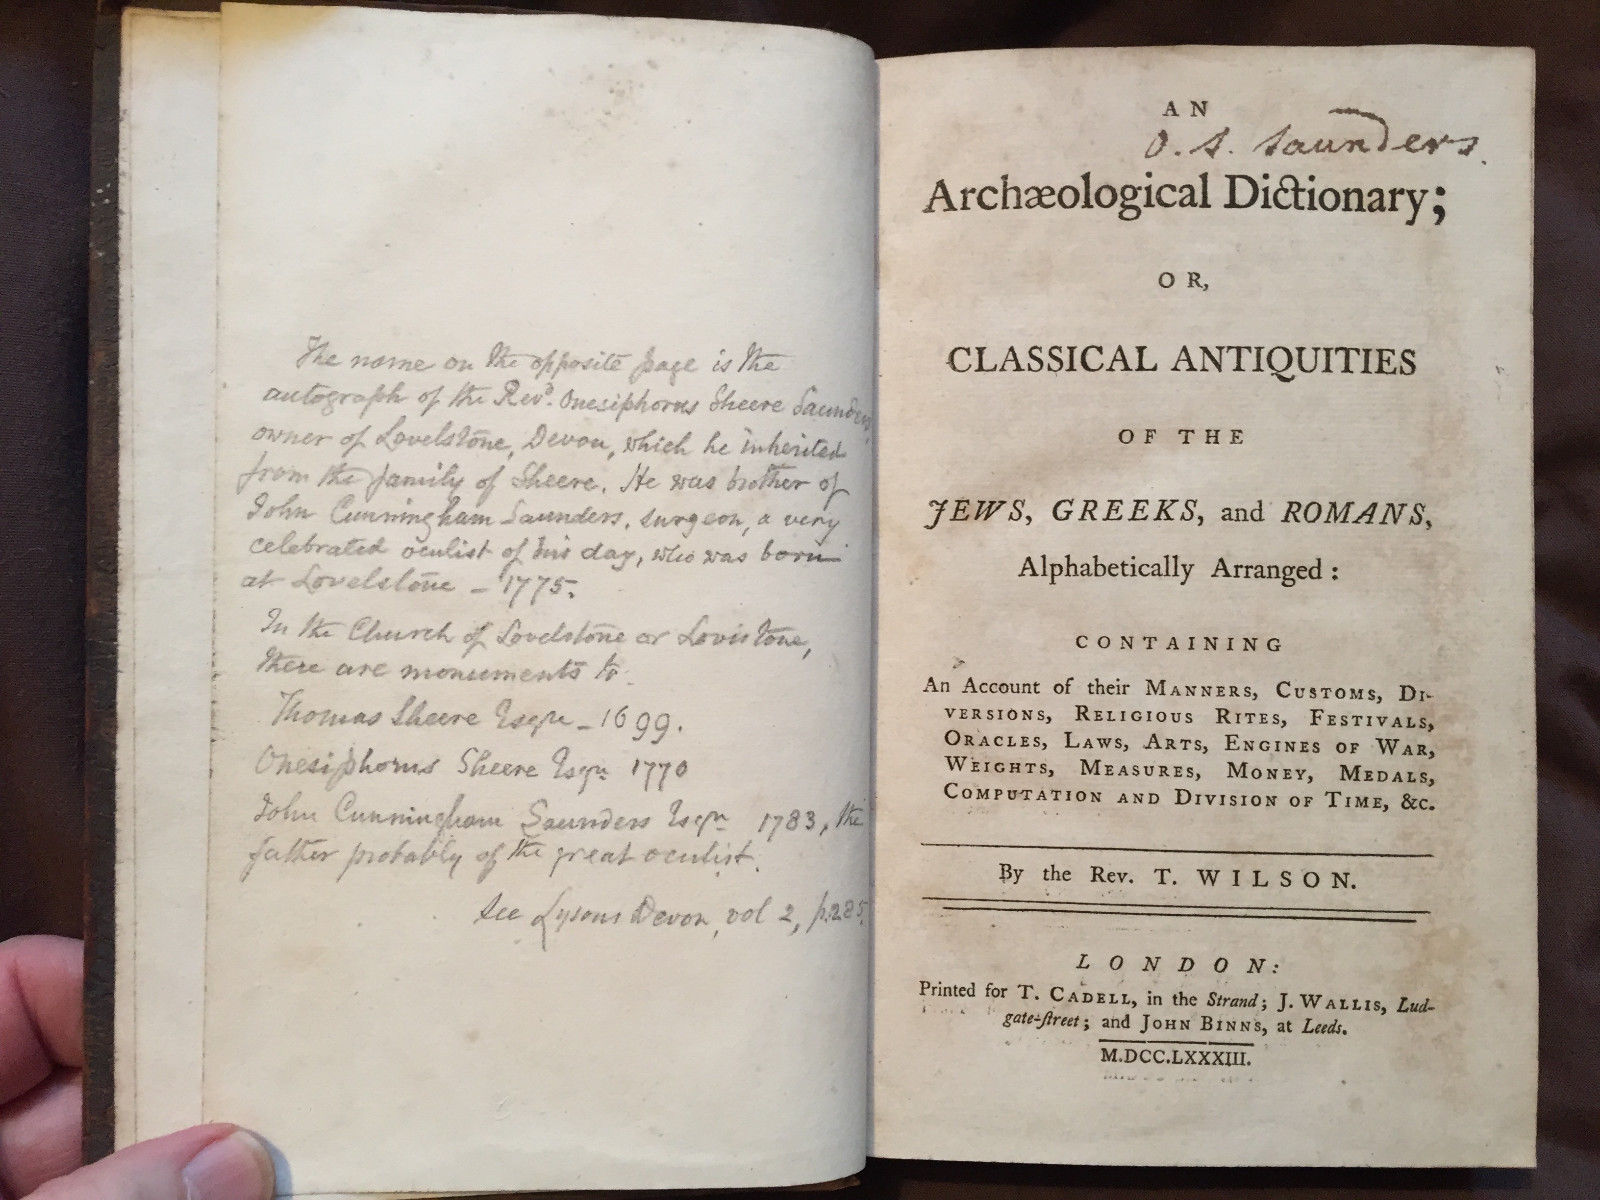 The name on the opposite page is the
autograph of the Revd. Onesiphorus Sheere Saunders,
owner of Lovelstone, Devon, which he inherited
from the family of Sheere. He was brother of
John Cunningham Saunders, surgeon, a very
celebrated oculist of his day, who was born
at Lovelstone - 1775.
In the Church of Lovelstone or Lovistone,
there are monuments to
Thomas Sheere Esqre - 1699.
Onesiphorus Sheere Esqre 1770
John Cunningham Saunders Esqre 1783, the
father probably of the great oculist.
See Lysons Devon, vol 2, p. 285.
AN
O. S. Saunders.
Archæological Dictionary;
OR,
CLASSICAL ANTIQUITIES
OF THE
JEWS, GREEKS, and ROMANS,
Alphabetically Arranged:
CONTAINING
An Account of their MANNERS, CUSTOMS, DI-
VERSIONS, RELIGIOUS RITES, FESTIVALS,
ORACLES, LAWS, ARTS, ENGINES OF WAR,
WEIGHTS, MEASURES, MONEY, MEDALS,
COMPUTATION AND DIVISION OF TIME, &c.
By the Rev. T. WILSON.
LONDON:
Printed for T. CADELL, in the Strand; J. WALLIS, Lud-
gate-ſtreet; and JOHN BINNS, at Leeds.
M.DCC.LXXXIII.